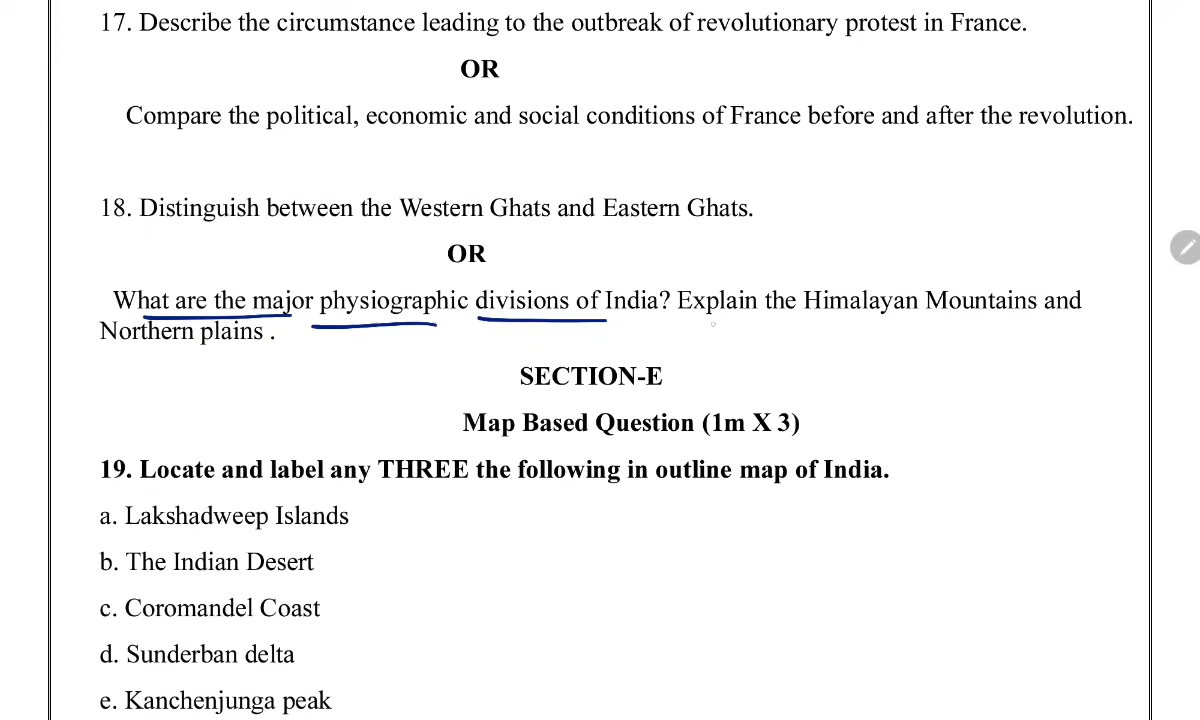 17. Describe the circumstance leading to the outbreak of revolutionary protest in France.
OR
Compare the political, economic and social conditions of France before and after the revolution.
18. Distinguish between the Western Ghats and Eastern Ghats.
OR
What are the major physiographic divisions of India? Explain the Himalayan Mountains and
Northern plains .
SECTION-E
Map Based Question (1m X 3)
19. Locate and label any THREE the following in outline map of India.
a. Lakshadweep Islands
b. The Indian Desert
c. Coromandel Coast
d. Sunderban delta
e. Kanchenjunga peak